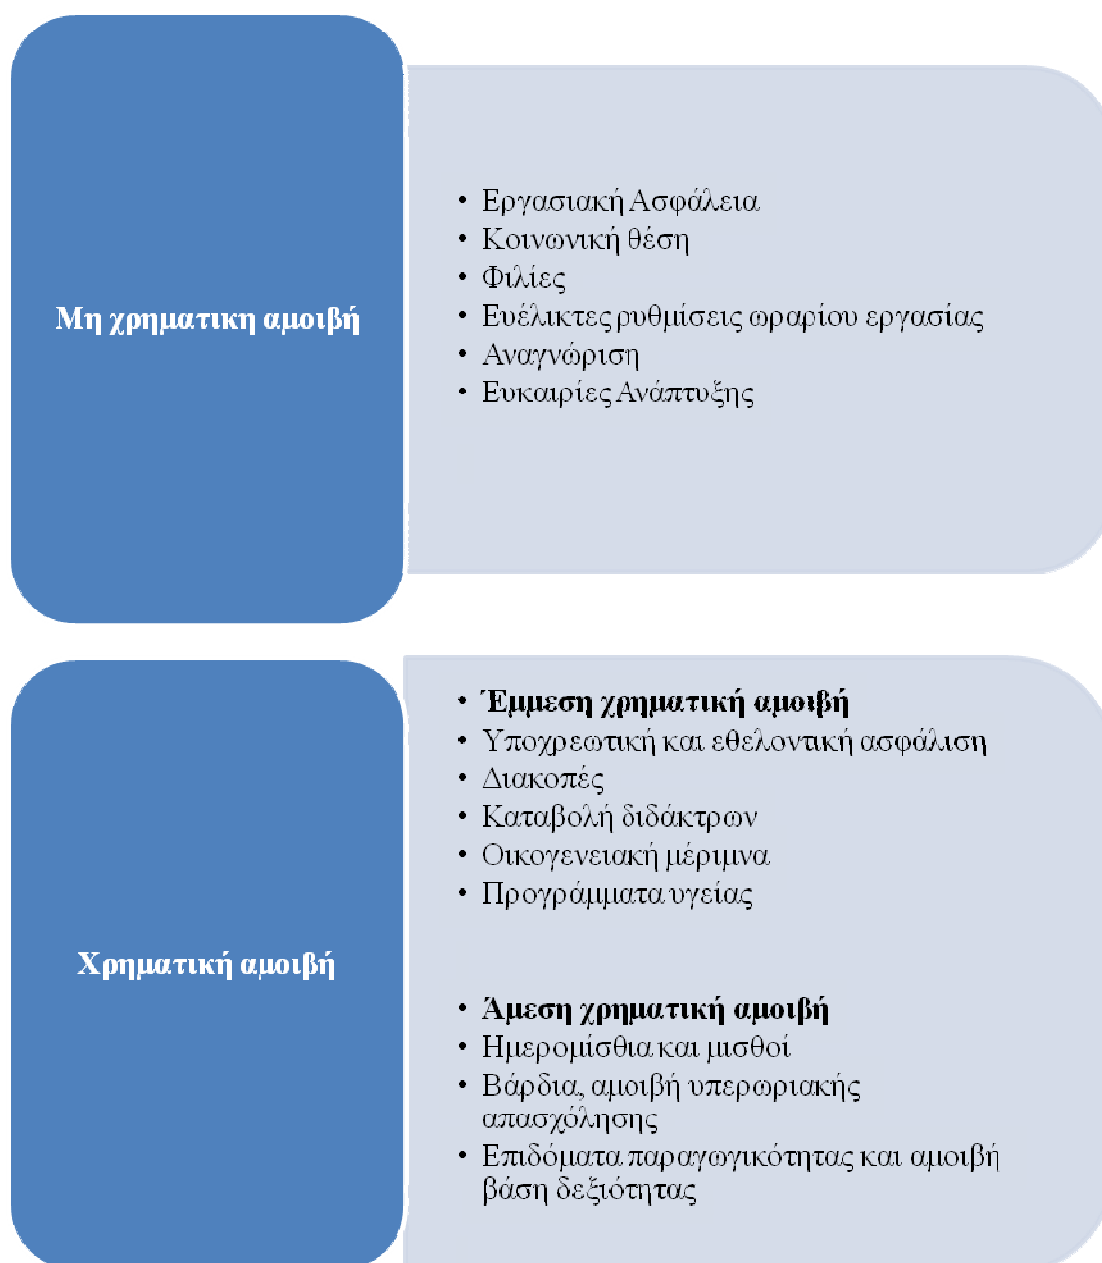 Μη χρηματικη αμοιβή
• Εργασιακή Ασφάλεια
• Κοινωνική θέση
• Φιλίες
• Ευέλικτες ρυθμίσεις ωραρίου εργασίας
• Αναγνώριση
• Ευκαιρίες Ανάπτυξης
Χρηματική αμοιβή
• Έμμεση χρηματική αμοιβή
• Υποχρεωτική και εθελοντική ασφάλιση
• Διακοπές
• Καταβολή διδάκτρων
• Οικογενειακή μέριμνα
• Προγράμματα υγείας
• Άμεση χρηματική αμοιβή
• Ημερομίσθια και μισθοί
• Βάρδια, αμοιβή υπερωριακής
απασχόλησης
• Επιδόματα παραγωγικότητας και αμοιβή
βάση δεξιότητας